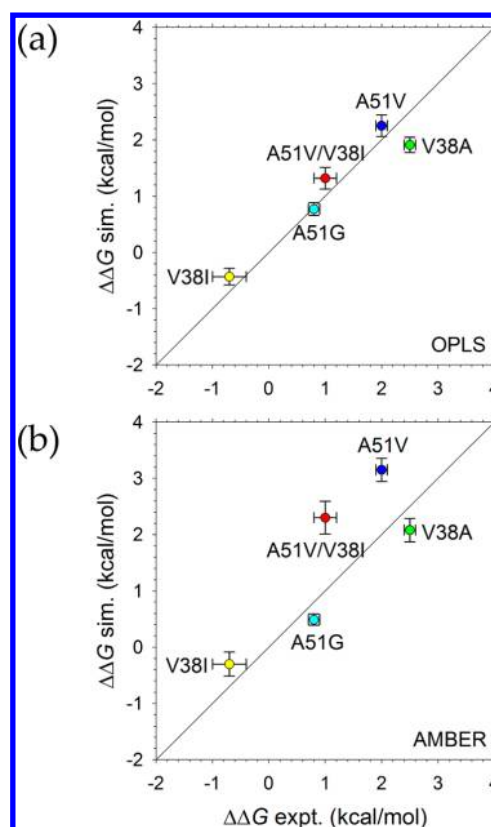 (a)
4
3
2
1
0
-1
-2
ΔΔG sim. (kcal/mol)
A51V
V38A
A51V/V38I
A51G
V38I
OPLS
-2 -1 0 1 2 3 4
(b)
4
3
2
1
0
-1
-2
ΔΔG sim. (kcal/mol)
A51V
V38A
A51V/V38I
A51G
V38I
AMBER
-2 -1 0 1 2 3 4
ΔΔG expt. (kcal/mol)